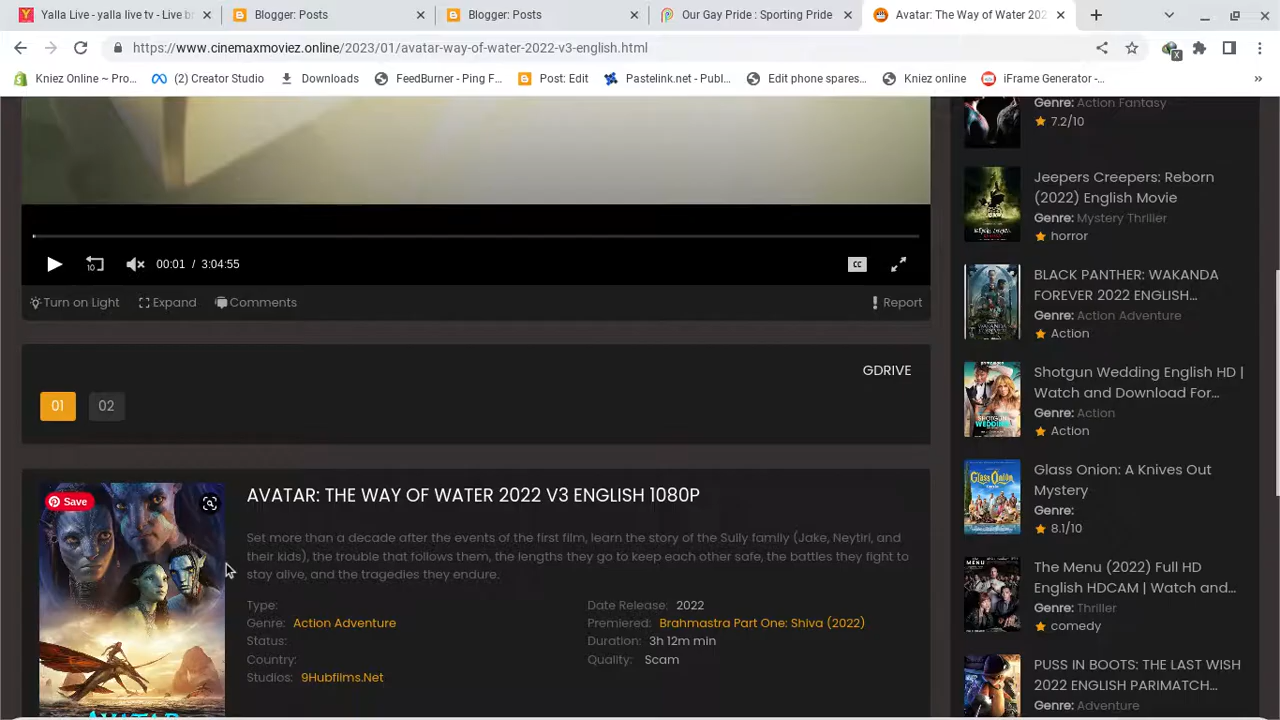 Yalla Live - yalla live tv - Live br
Blogger: Posts
Blogger: Posts
Our Gay Pride : Sporting Pride
Avatar: The Way of Water 202
https://www.cinemaxmoviez.online/2023/01/avatar-way-of-water-2022-v3-english.html
Kniez Online ~ Pro...
(2) Creator Studio
Downloads
FeedBurner - Ping F...
Post: Edit
Pastelink.net - Publ...
Edit phone spares...
Kniez online
iFrame Generator -...
»
10
00:01 / 3:04:55
CC
Turn on Light
Expand
Comments
Report
GDRIVE
01
02
Save
AVATAR: THE WAY OF WATER 2022 V3 ENGLISH 1080P
Set more than a decade after the events of the first film, learn the story of the Sully family (Jake, Neytiri, and
their kids), the trouble that follows them, the lengths they go to keep each other safe, the battles they fight to
stay alive, and the tragedies they endure.
Type:
Genre: Action Adventure
Status:
Country:
Studios: 9Hubfilms.Net
Date Release: 2022
Premiered: Brahmastra Part One: Shiva (2022)
Duration: 3h 12m min
Quality: Scam
Genre: Action Fantasy
7.2/10
Jeepers Creepers: Reborn
(2022) English Movie
Genre: Mystery Thriller
horror
BLACK PANTHER: WAKANDA
FOREVER 2022 ENGLISH...
Genre: Action Adventure
Action
Shotgun Wedding English HD |
Watch and Download For...
Genre: Action
Action
Glass Onion: A Knives Out
Mystery
Genre:
8.1/10
The Menu (2022) Full HD
English HDCAM | Watch and...
Genre: Thriller
comedy
PUSS IN BOOTS: THE LAST WISH
2022 ENGLISH PARIMATCH...
Genre: Adventure